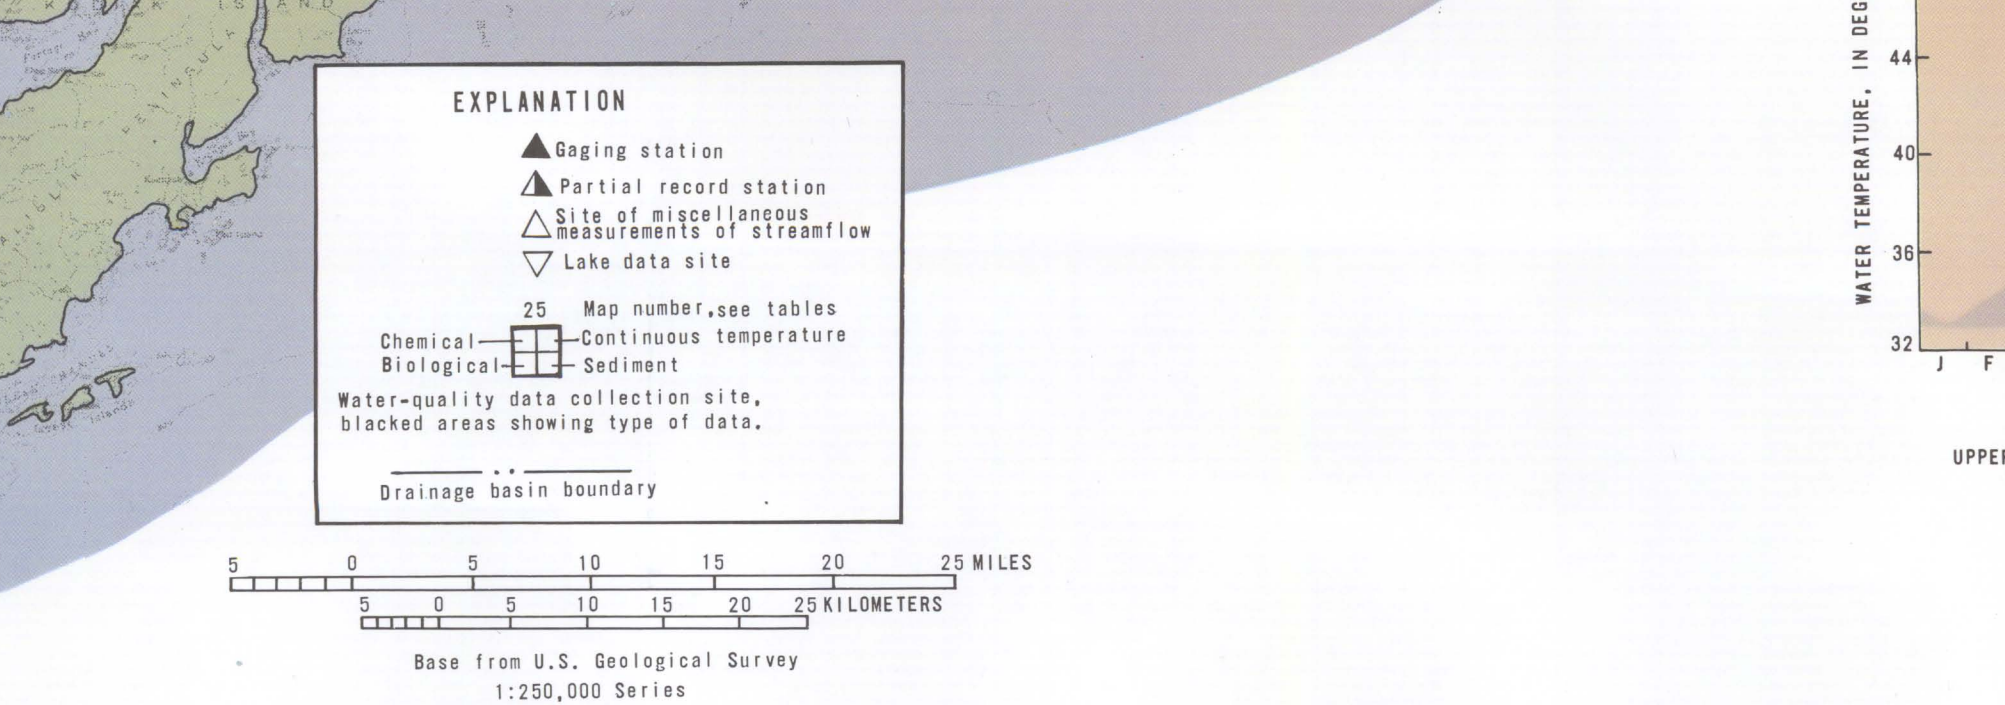 KODIAK ISLAND
PENINSULA
EXPLANATION
Gaging station
Partial record station
Site of miscellaneous
measurements of streamflow
Lake data site
25 Map number, see tables
Chemical Continuous temperature
Biological Sediment
Water-quality data collection site,
blacked areas showing type of data.
Drainage basin boundary
5 0 5 10 15 20 25 MILES
5 0 5 10 15 20 25 KILOMETERS
Base from U.S. Geological Survey
1:250,000 Series
WATER TEMPERATURE, IN DEG
44
40
36
32
J F
UPPER